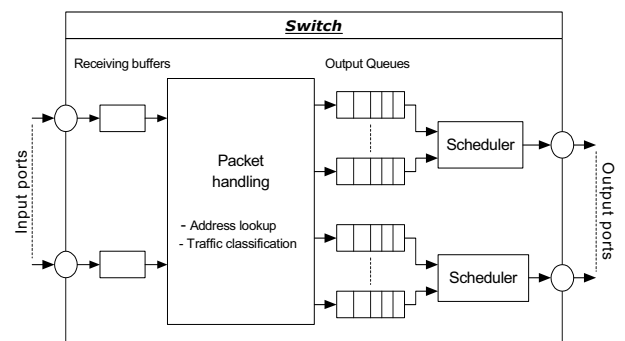 Switch
Receiving buffers
Output Queues
Input ports
Packet
handling
- Address lookup
- Traffic classification
Scheduler
Scheduler
Output ports